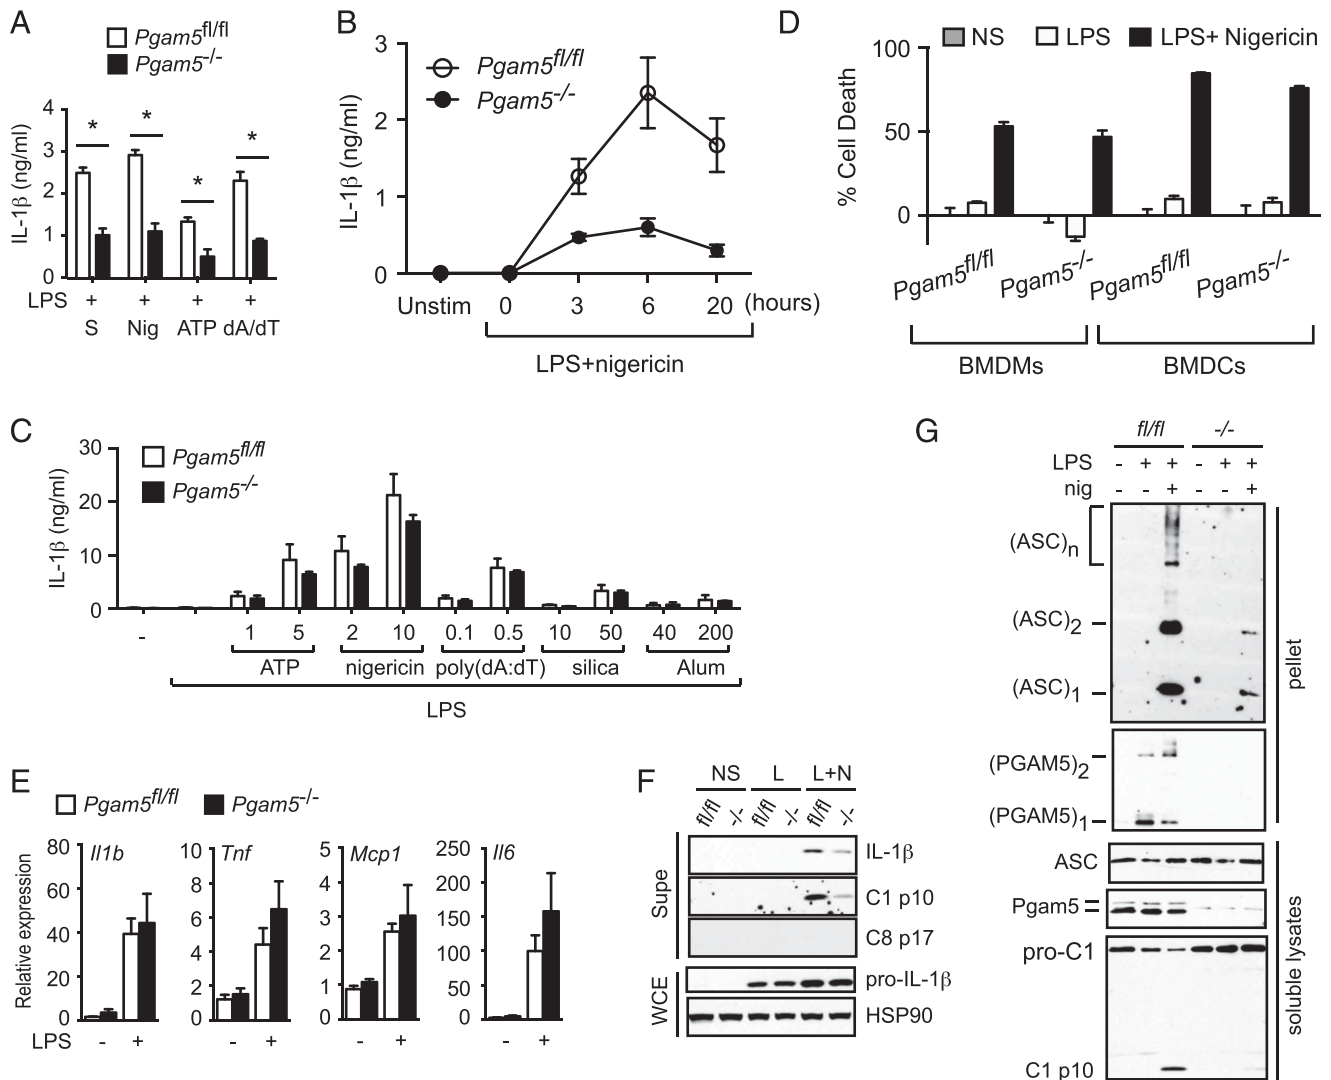 A
Pgam5fl/fl
Pgam5-/-
IL-1β (ng/ml)
4
3
2
1
0
* * * *
LPS + + + +
S Nig ATP dA/dT
B
Pgam5fl/fl
Pgam5-/-
IL-1β (ng/ml)
3
2
1
0
Unstim 0 3 6 20 (hours)
LPS+nigericin
D
NS LPS LPS+ Nigericin
% Cell Death
100
50
0
Pgam5fl/fl Pgam5-/- Pgam5fl/fl Pgam5-/-
BMDMs BMDCs
C
Pgam5fl/fl
Pgam5-/-
IL-1β (ng/ml)
30
20
10
0
- 1 5 2 10 0.1 0.5 10 50 40 200
ATP nigericin poly(dA:dT) silica Alum
LPS
E
Pgam5fl/fl Pgam5-/-
Relative expression
Il1b
80
60
40
20
0
Tnf
10
8
6
4
2
0
Mcp1
5
4
3
2
1
0
Il6
250
200
150
100
50
0
LPS - + - + - + - +
F
NS L L+N
fl/fl -/- fl/fl -/- fl/fl -/-
Supe
IL-1β
C1 p10
C8 p17
WCE
pro-IL-1β
HSP90
G
fl/fl -/-
LPS - + + - + +
nig - - + - - +
(ASC)n
(ASC)2
(ASC)1
(PGAM5)2
(PGAM5)1
pellet
ASC
Pgam5
pro-C1
C1 p10
soluble lysates